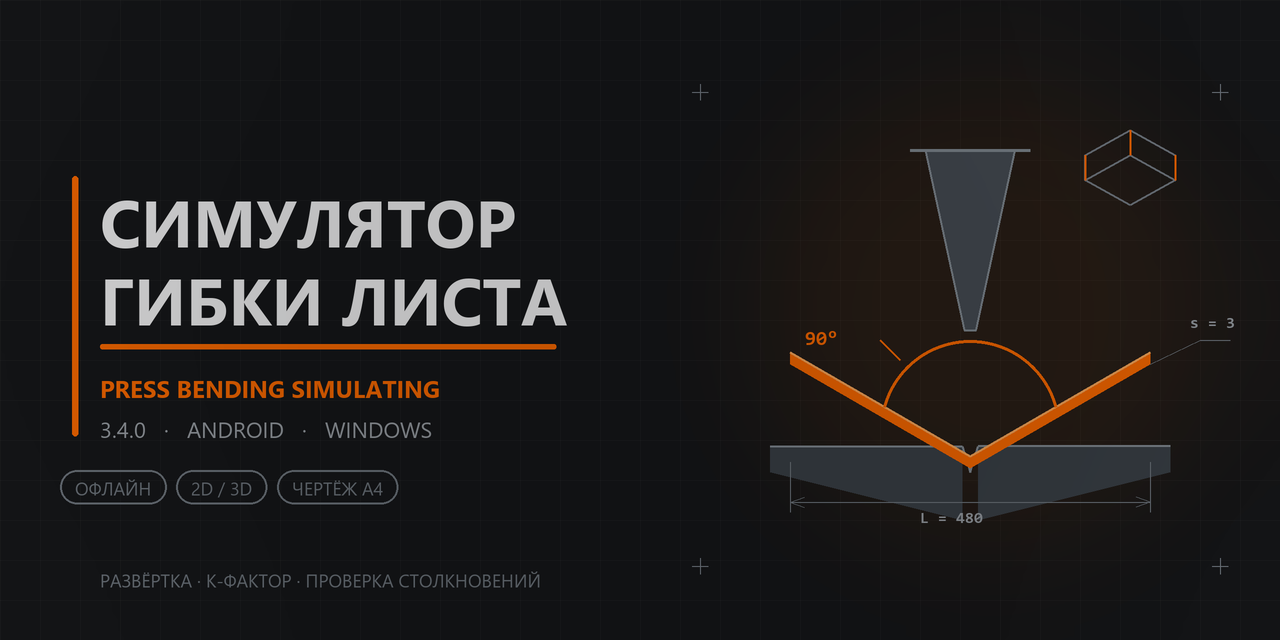 СИМУЛЯТОР
ГИБКИ ЛИСТА
PRESS BENDING SIMULATING
3.4.0 · ANDROID · WINDOWS
ОФЛАЙН 2D / 3D ЧЕРТЁЖ А4
РАЗВЁРТКА · К-ФАКТОР · ПРОВЕРКА СТОЛКНОВЕНИЙ
90°
s = 3
L = 480